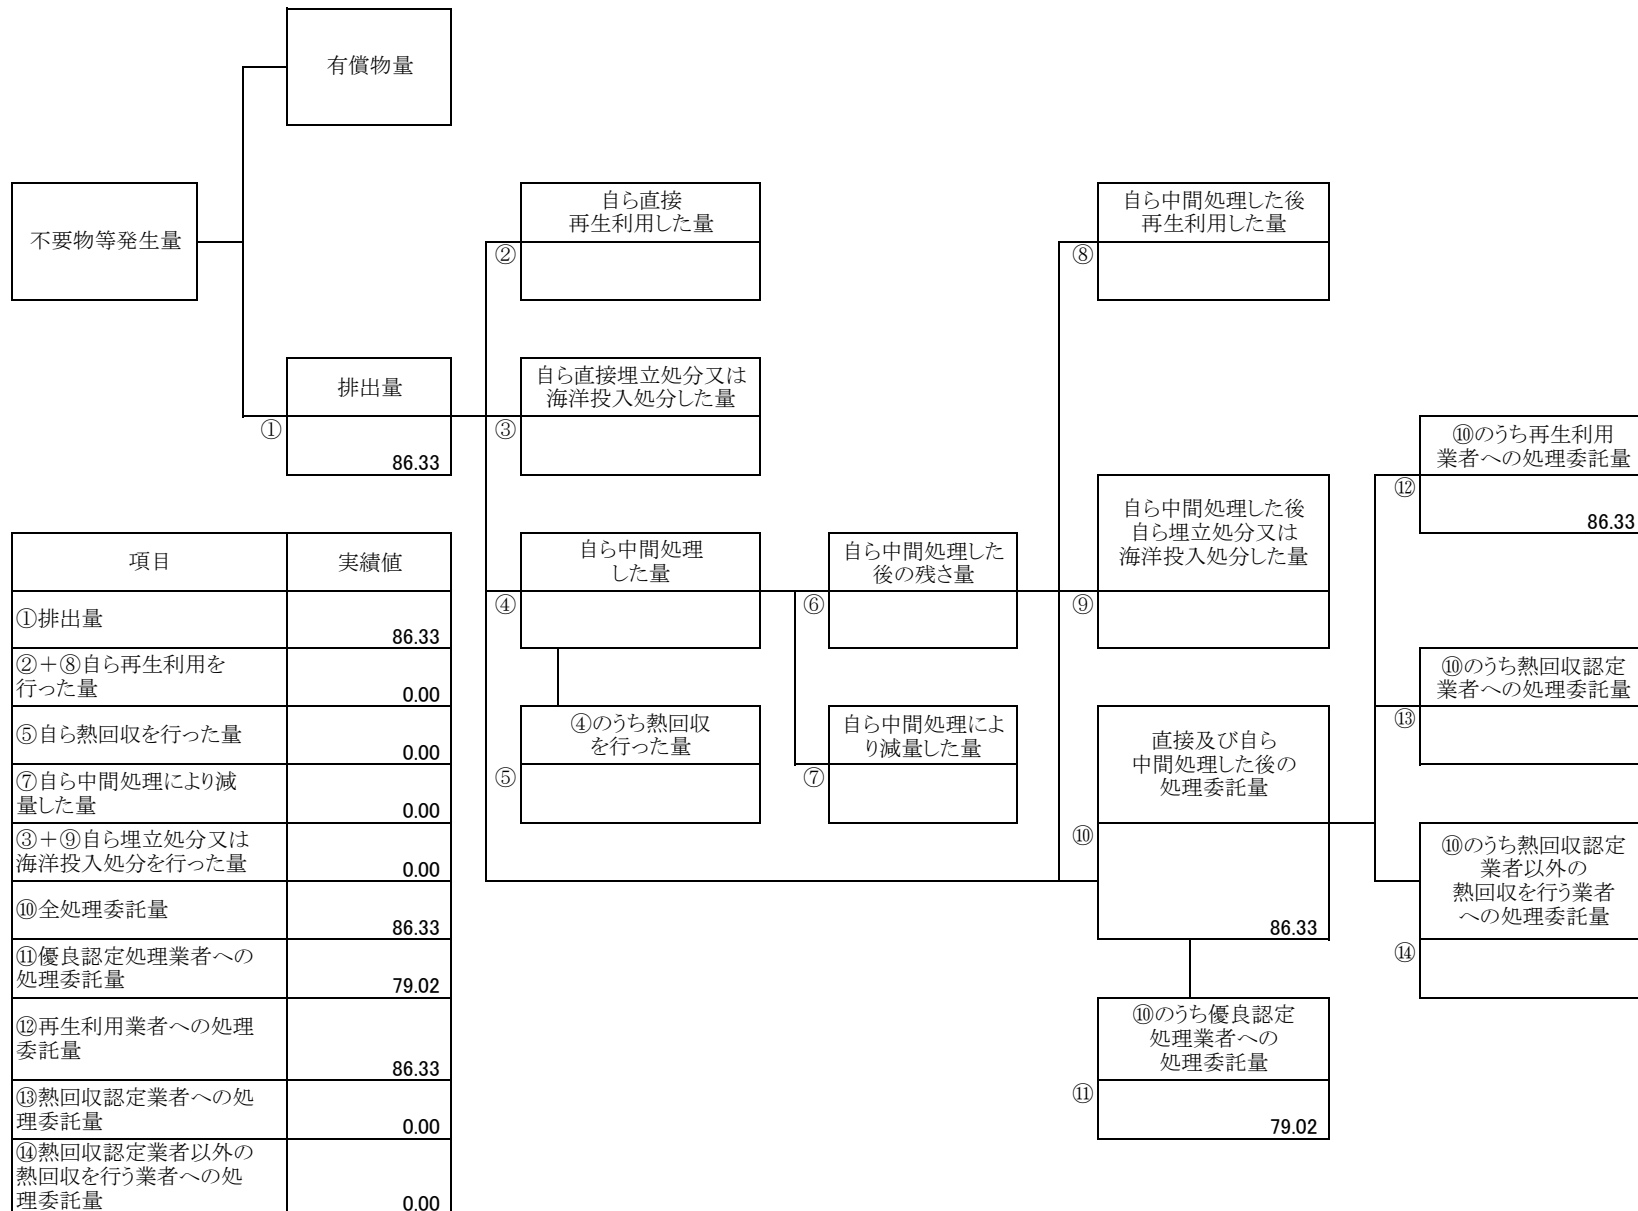 有償物量
不要物等発生量
自ら直接
再生利用した量
②
自ら中間処理した後
再生利用した量
⑧
排出量
①
86.33
自ら直接埋立処分又は
海洋投入処分した量
③
⑩のうち再生利用
業者への処理委託量
⑫
86.33
自ら中間処理した後
自ら埋立処分又は
海洋投入処分した量
⑨
自ら中間処理
した量
④
自ら中間処理した
後の残さ量
⑥
④のうち熱回収
を行った量
⑤
自ら中間処理によ
り減量した量
⑦
直接及び自ら
中間処理した後の
処理委託量
⑩
86.33
⑩のうち熱回収認定
業者への処理委託量
⑬
⑩のうち熱回収認定
業者以外の
熱回収を行う業者
への処理委託量
⑭
⑩のうち優良認定
処理業者への
処理委託量
⑪
79.02
項目 実績値
①排出量
86.33
②+⑧自ら再生利用を
行った量
0.00
⑤自ら熱回収を行った量
0.00
⑦自ら中間処理により減
量した量
0.00
③+⑨自ら埋立処分又は
海洋投入処分を行った量
0.00
⑩全処理委託量
86.33
⑪優良認定処理業者への
処理委託量
79.02
⑫再生利用業者への処理
委託量
86.33
⑬熱回収認定業者への処
理委託量
0.00
⑭熱回収認定業者以外の
熱回収を行う業者への処
理委託量
0.00